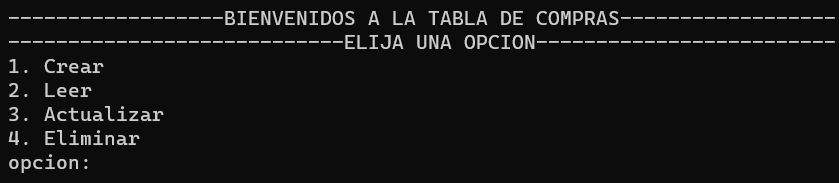 ------------------BIENVENIDOS A LA TABLA DE COMPRAS------------------
----------------------------ELIJA UNA OPCION-------------------------
1. Crear
2. Leer
3. Actualizar
4. Eliminar
opcion: